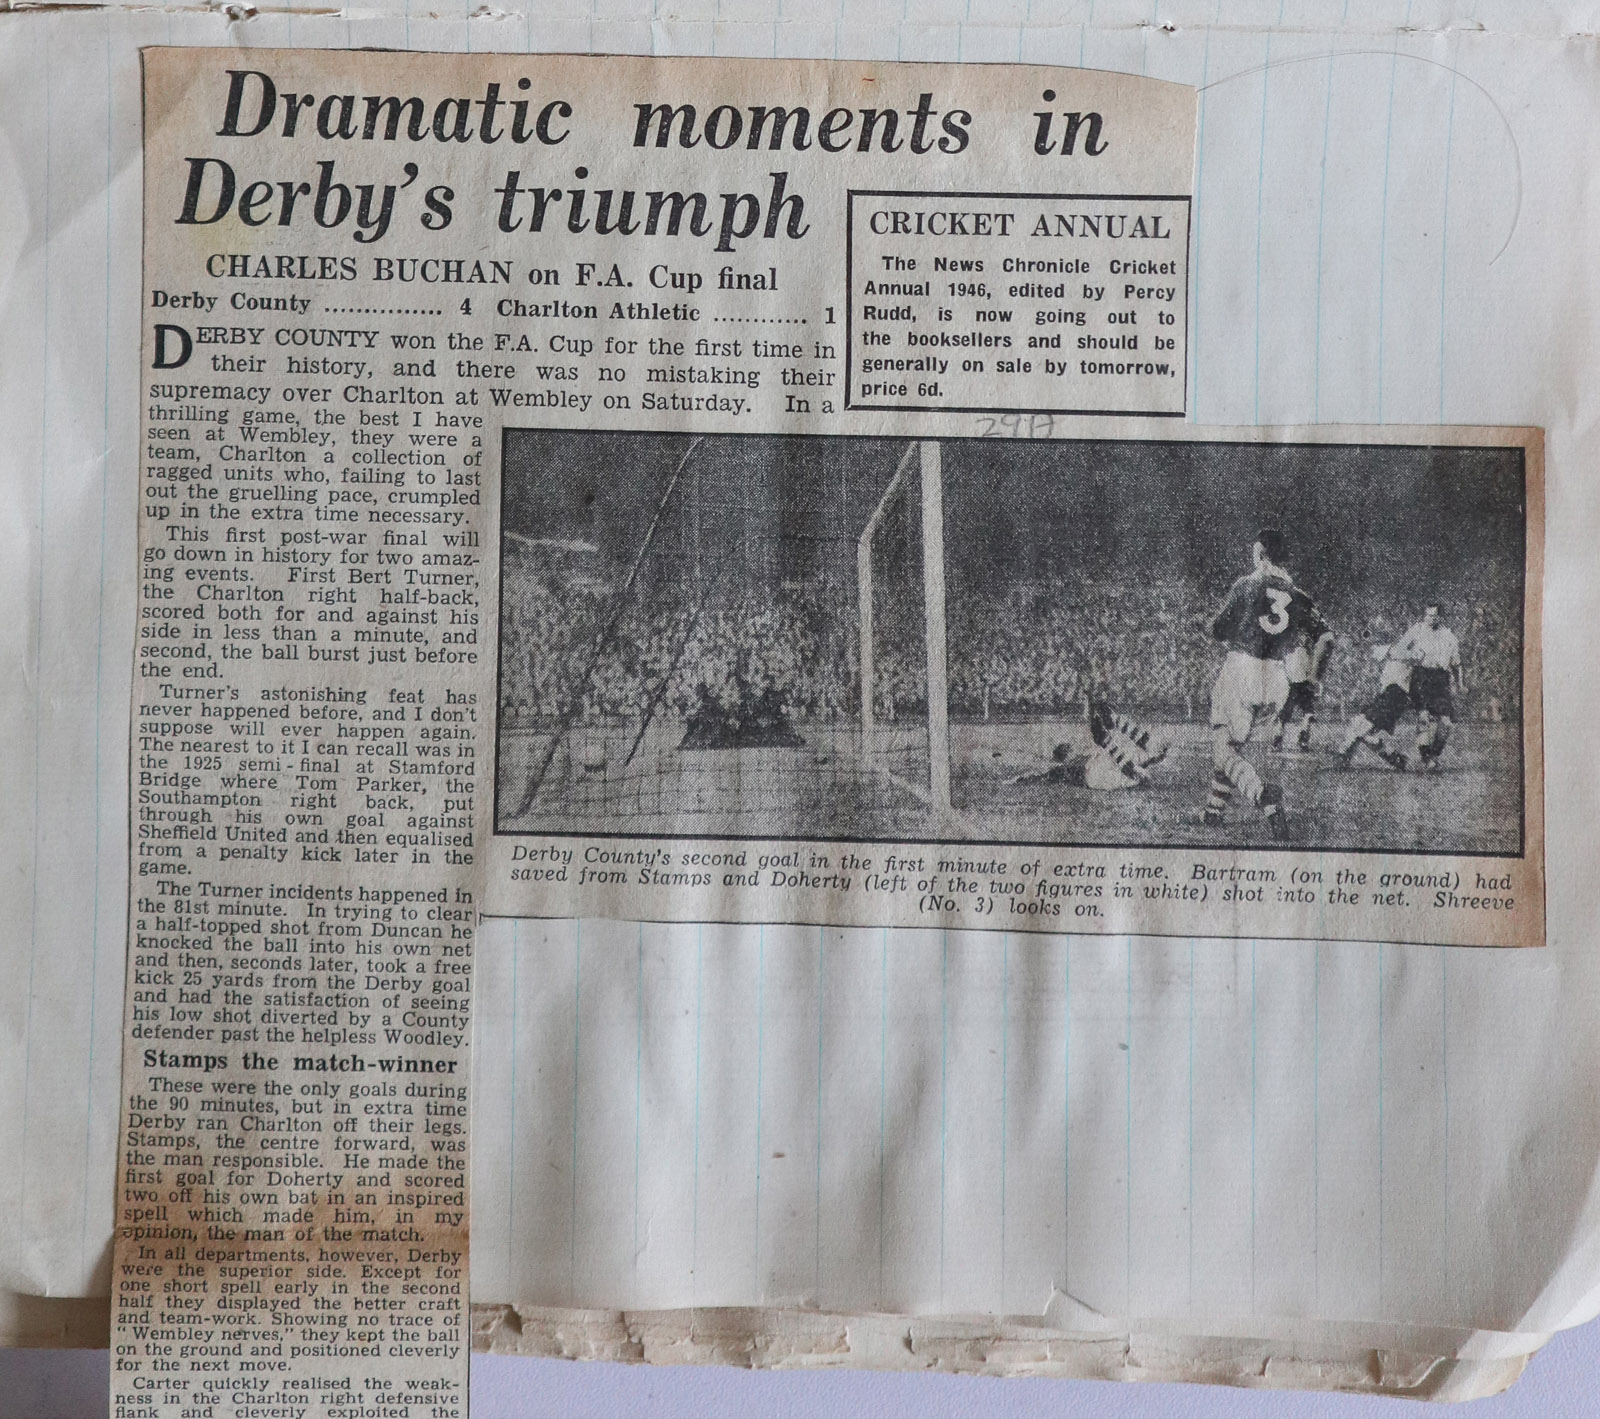 Dramatic moments in
Derby's triumph
CHARLES BUCHAN on F.A. Cup final
Derby County ............... 4 Charlton Athletic ............ 1
DERBY COUNTY won the F.A. Cup for the first time in
their history, and there was no mistaking their
supremacy over Charlton at Wembley on Saturday. In a
thrilling game, the best I have
seen at Wembley, they were a
team, Charlton a collection of
ragged units who, failing to last
out the gruelling pace, crumpled
up in the extra time necessary.
This first post-war final will
go down in history for two amaz-
ing events. First Bert Turner,
the Charlton right half-back,
scored both for and against his
side in less than a minute, and
second, the ball burst just before
the end.
Turner's astonishing feat has
never happened before, and I don't
suppose will ever happen again.
The nearest to it I can recall was in
the 1925 semi-final at Stamford
Bridge where Tom Parker, the
Southampton right back, put
through his own goal against
Sheffield United and then equalised
from a penalty kick later in the
game.
The Turner incidents happened in
the 81st minute. In trying to clear
a half-topped shot from Duncan he
knocked the ball into his own net
and then, seconds later, took a free
kick 25 yards from the Derby goal
and had the satisfaction of seeing
his low shot diverted by a County
defender past the helpless Woodley.
Stamps the match-winner
These were the only goals during
the 90 minutes, but in extra time
Derby ran Charlton off their legs.
Stamps, the centre forward, was
the man responsible. He made the
first goal for Doherty and scored
two off his own bat in an inspired
spell which made him, in my
opinion, the man of the match.
In all departments, however, Derby
were the superior side. Except for
one short spell early in the second
half they displayed the better craft
and team-work. Showing no trace of
"Wembley nerves," they kept the ball
on the ground and positioned cleverly
for the next move.
Carter quickly realised the weak-
ness in the Charlton right defensive
flank and cleverly exploited the
CRICKET ANNUAL
The News Chronicle Cricket
Annual 1946, edited by Percy
Rudd, is now going out to
the booksellers and should be
generally on sale by tomorrow,
price 6d.
3
Derby County's second goal in the first minute of extra time. Bartram (on the ground) had
saved from Stamps and Doherty (left of the two figures in white) shot into the net. Shreeve
(No. 3) looks on.